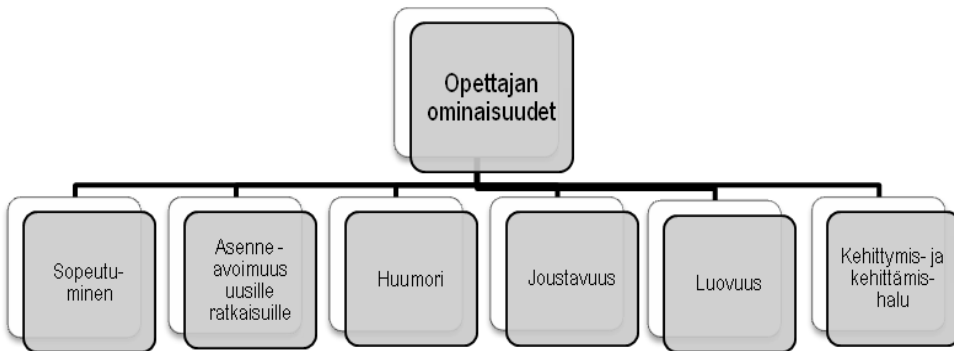 Opettajan
ominaisuudet
Sopeutu-
minen
Asenne -
avoimuus
uusille
ratkaisuille
Huumori
Joustavuus
Luovuus
Kehittymis- ja
kehittämis-
halu